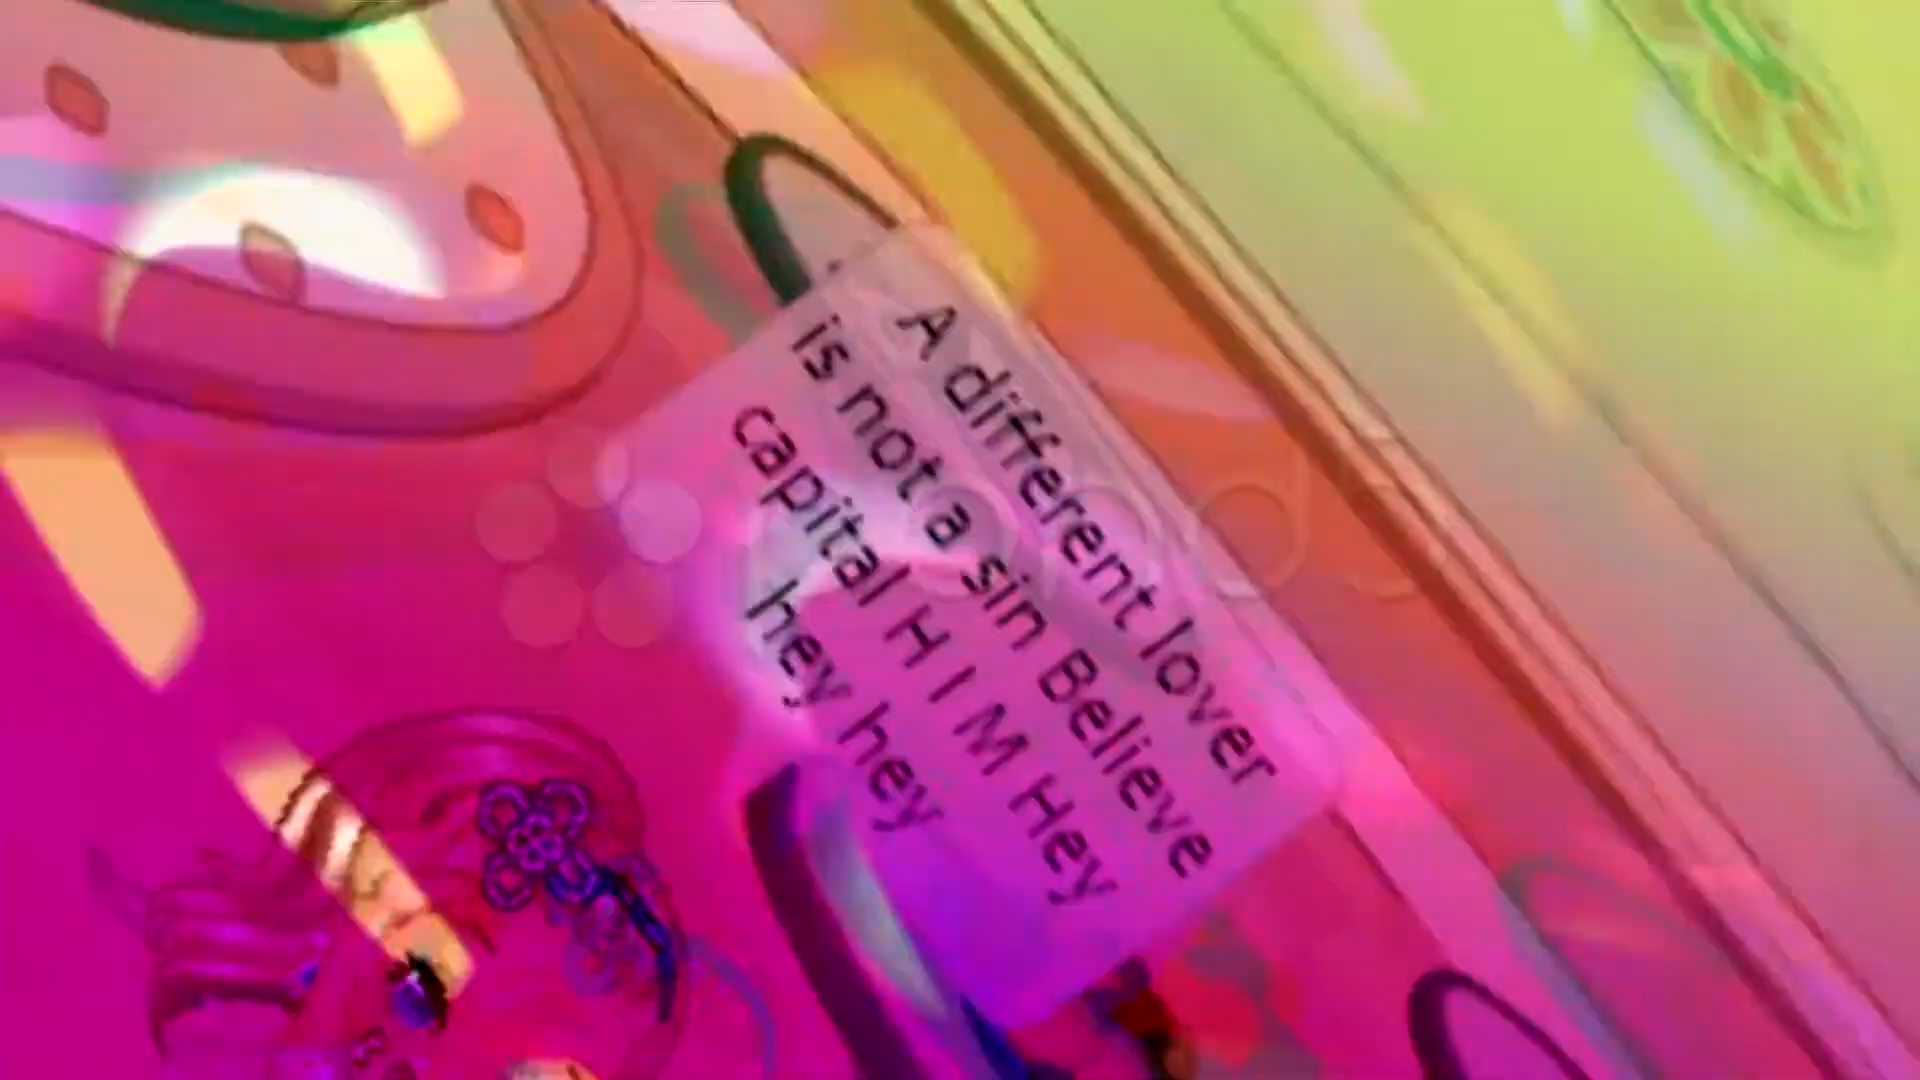 A different lover
is not a sin Believe
capital H I M Hey
hey hey